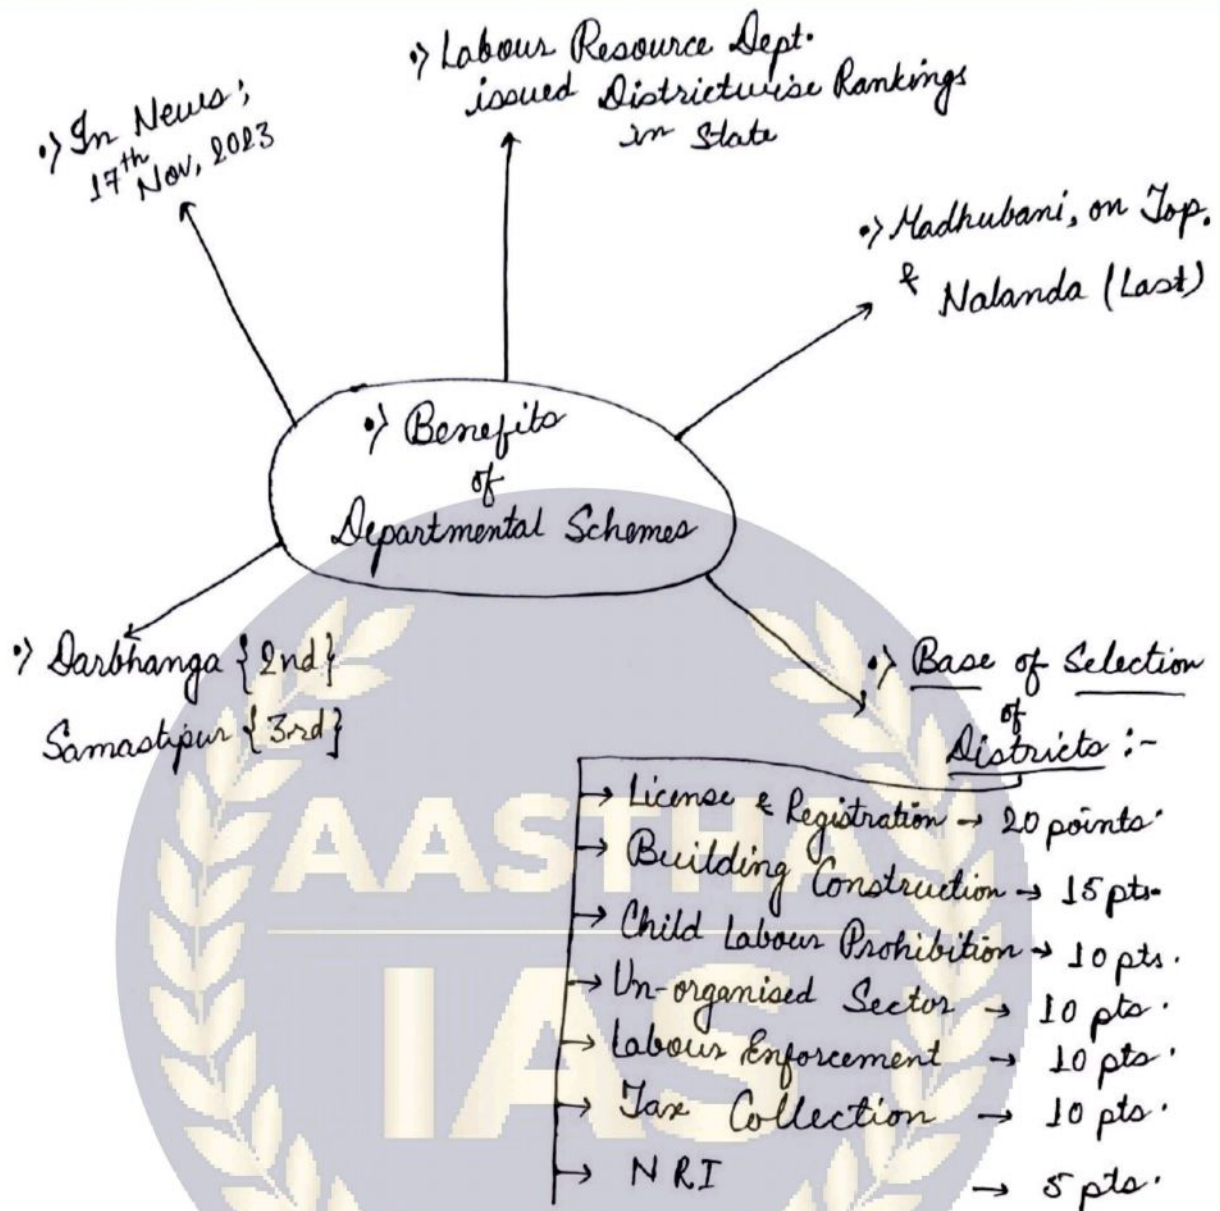 •) In News;
17th Nov, 2023
•) Labour Resource Dept.
issued Districtwise Rankings
in State
•) Madhubani, on Top.
& Nalanda (Last)
•) Benefits
of
Departmental Schemes
•) Darbhanga {2nd}
Samastipur {3rd}
•) Base of Selection
of
Districts :-
→ License & Registration → 20 points.
→ Building Construction → 15 pts.
→ Child Labour Prohibition → 10 pts.
→ Un-organised Sector → 10 pts.
→ Labour Enforcement → 10 pts.
→ Tax Collection → 10 pts.
→ NRI → 5 pts.
AASTHA
IAS